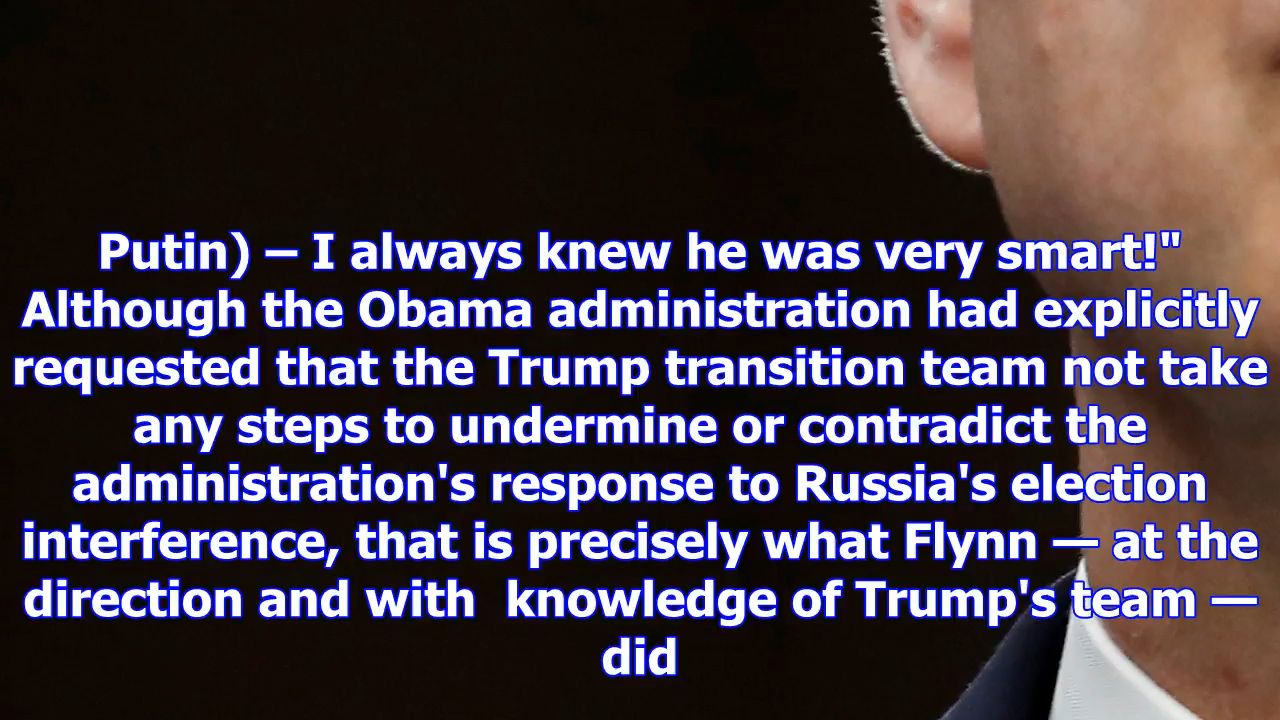 Putin) – I always knew he was very smart!"
Although the Obama administration had explicitly
requested that the Trump transition team not take
any steps to undermine or contradict the
administration's response to Russia's election
interference, that is precisely what Flynn — at the
direction and with  knowledge of Trump's team —
did